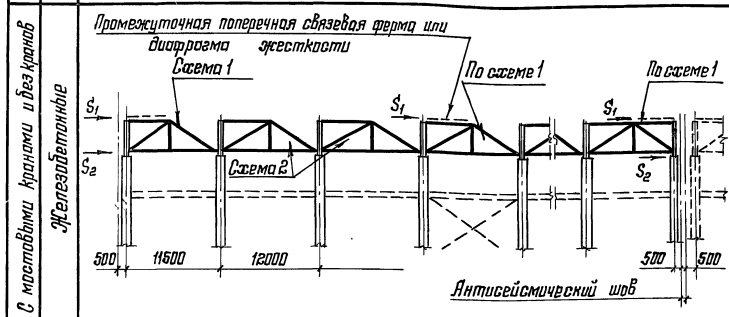 С мостовыми кранами и без кранов
Железобетонные
Промежуточная поперечная связевая ферма или
диафрагма жесткости
Схема 1
По схеме 1
По схеме 1
S1
S1
S1
S2
Схема 2
S2
500
11500
12000
500
500
Антисейсмический шов